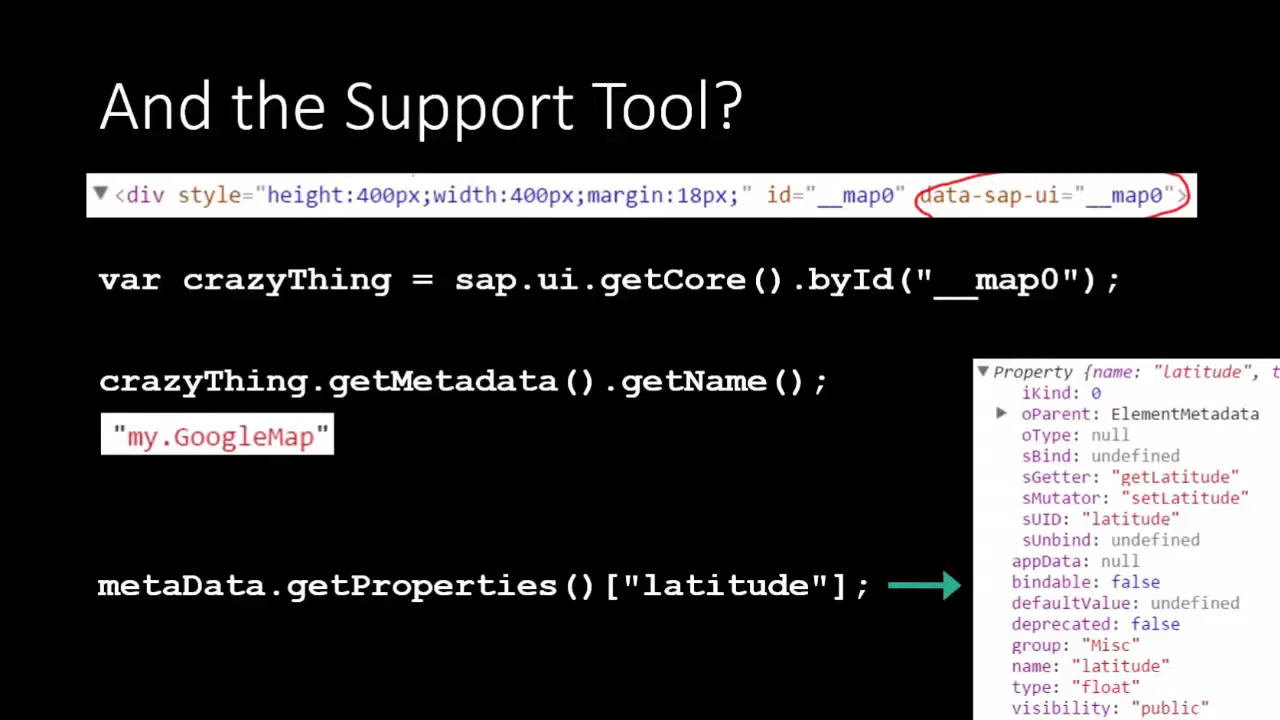 And the Support Tool?
▼<div style="height:400px;width:400px;margin:18px;" id="__map0" data-sap-ui="__map0">
var crazyThing = sap.ui.getCore().byId("__map0");
crazyThing.getMetadata().getName();
"my.GoogleMap"
metaData.getProperties()["latitude"];
▼Property {name: "latitude", t
iKind: 0
▶ oParent: ElementMetadata
oType: null
sBind: undefined
sGetter: "getLatitude"
sMutator: "setLatitude"
sUID: "latitude"
sUnbind: undefined
appData: null
bindable: false
defaultValue: undefined
deprecated: false
group: "Misc"
name: "latitude"
type: "float"
visibility: "public"